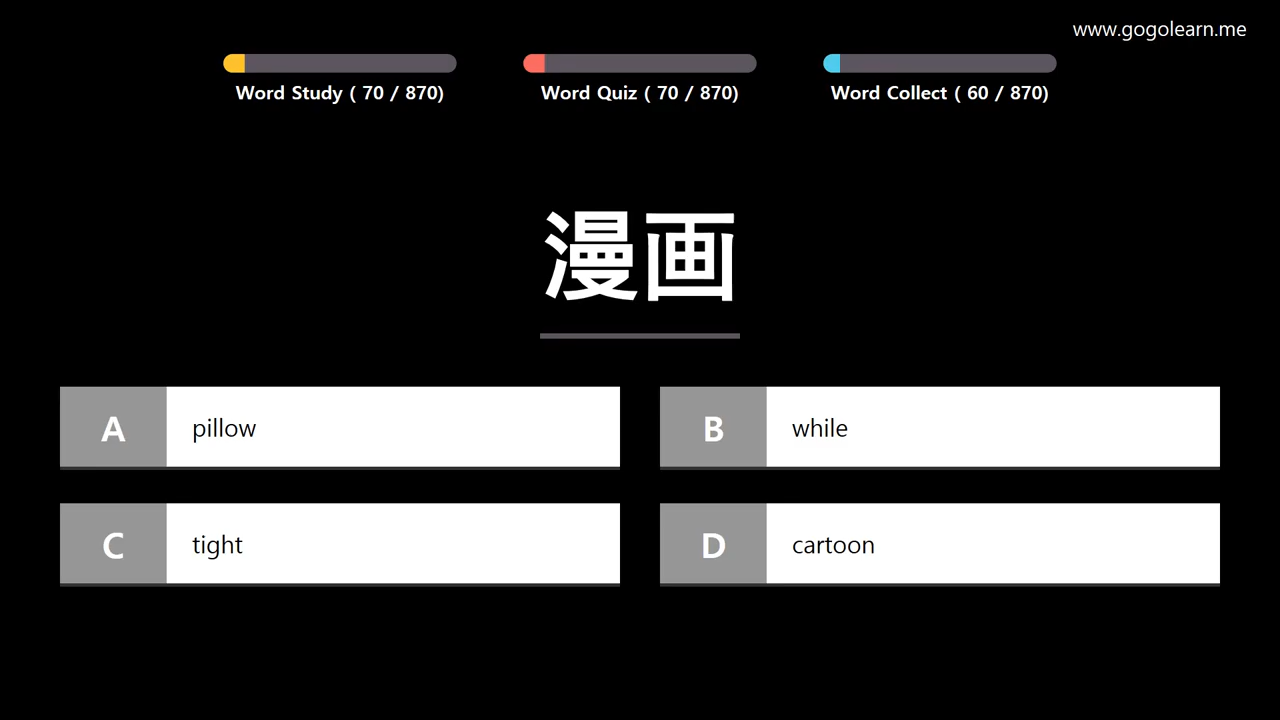 www.gogolearn.me
Word Study ( 70 / 870)
Word Quiz ( 70 / 870)
Word Collect ( 60 / 870)
漫画
A pillow
B while
C tight
D cartoon